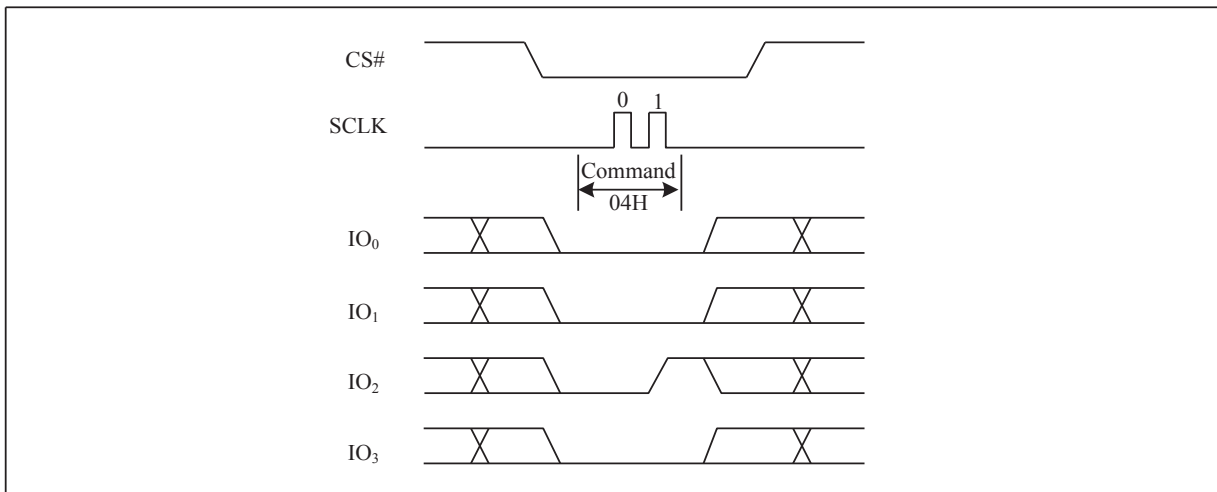 CS#
0 1
SCLK
Command
04H
IO₀
IO₁
IO₂
IO₃